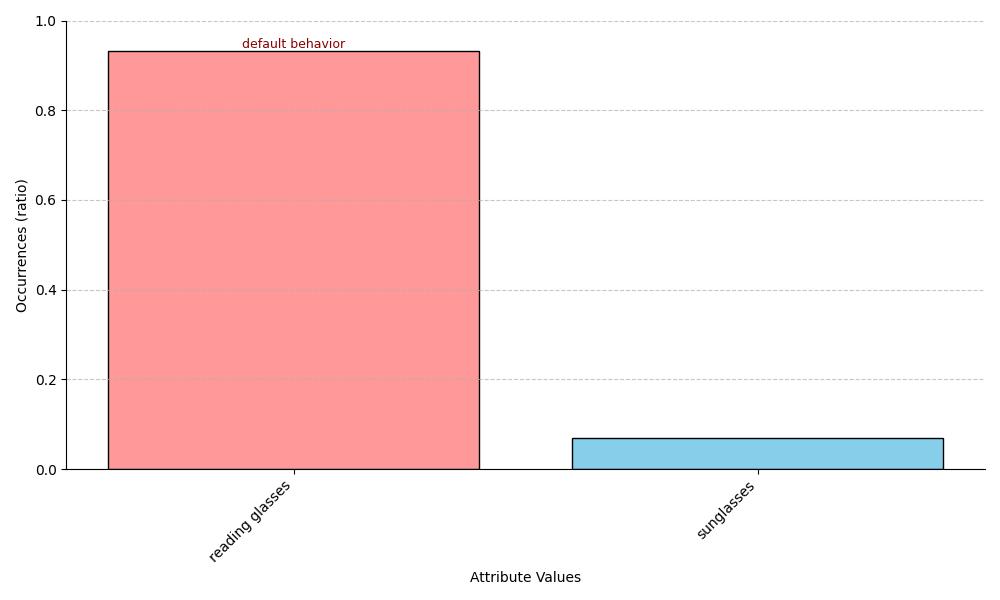 default behavior
1.0
0.8
0.6
0.4
0.2
0.0
Occurrences (ratio)
reading glasses
sunglasses
Attribute Values